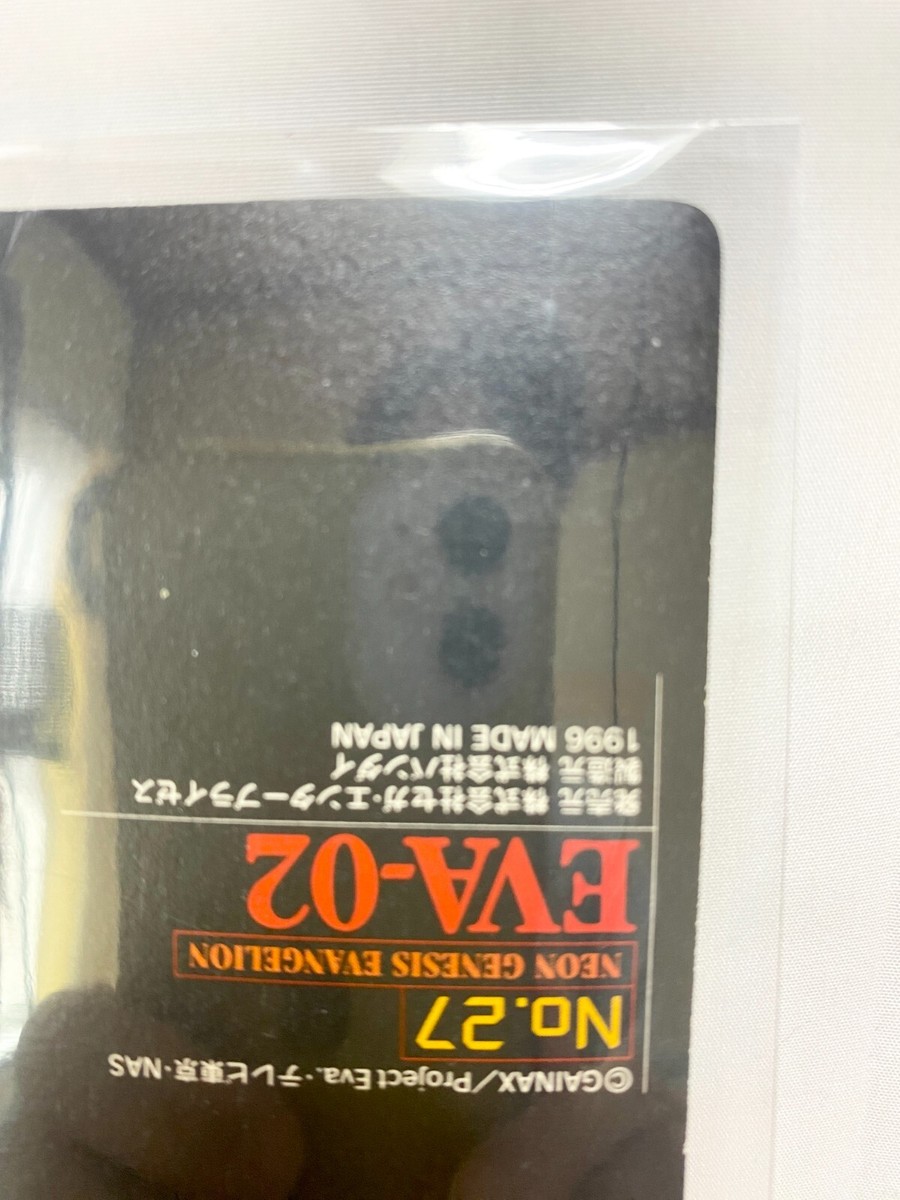 ©GAINAX／Project Eva.・テレビ東京・NAS
No.27
NEON GENESIS EVANGELION
EVA-02
発売元 株式会社セガ・エンタープライゼス
製造元 株式会社バンダイ
1996 MADE IN JAPAN